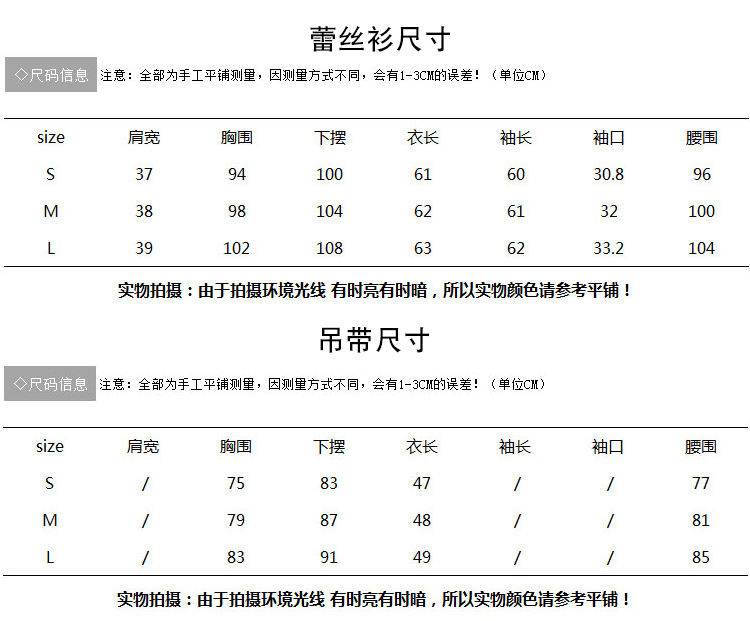 蕾丝衫尺寸
◇尺码信息 注意：全部为手工平铺测量，因测量方式不同，会有1-3CM的误差！（单位CM）
size 肩宽 胸围 下摆 衣长 袖长 袖口 腰围
S 37 94 100 61 60 30.8 96
M 38 98 104 62 61 32 100
L 39 102 108 63 62 33.2 104
实物拍摄：由于拍摄环境光线 有时亮有时暗，所以实物颜色请参考平铺！
吊带尺寸
◇尺码信息 注意：全部为手工平铺测量，因测量方式不同，会有1-3CM的误差！（单位CM）
size 肩宽 胸围 下摆 衣长 袖长 袖口 腰围
S / 75 83 47 / / 77
M / 79 87 48 / / 81
L / 83 91 49 / / 85
实物拍摄：由于拍摄环境光线 有时亮有时暗，所以实物颜色请参考平铺！